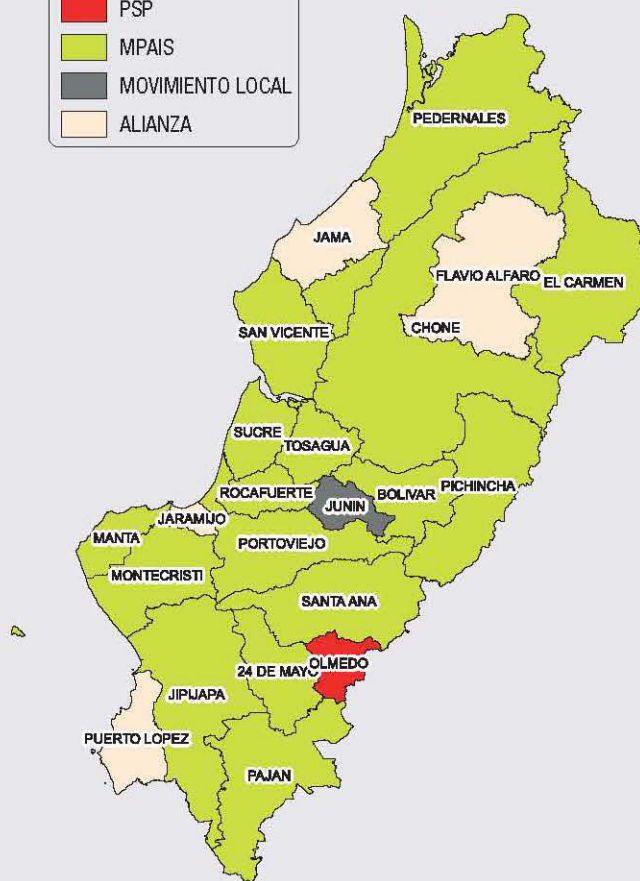 PSP
MPAIS
MOVIMIENTO LOCAL
ALIANZA
PEDERNALES
JAMA
FLAVIO ALFARO
EL CARMEN
SAN VICENTE
CHONE
SUCRE
TOSAGUA
ROCAFUERTE
BOLIVAR
PICHINCHA
JUNIN
JARAMIJO
MANTA
PORTOVIEJO
MONTECRISTI
SANTA ANA
24 DE MAYO
OLMEDO
JIPIJAPA
PUERTO LOPEZ
PAJAN